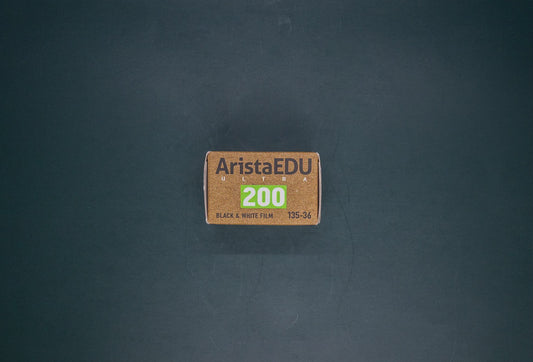 AristaEDU
ULTRA
200
BLACK & WHITE FILM 135-36